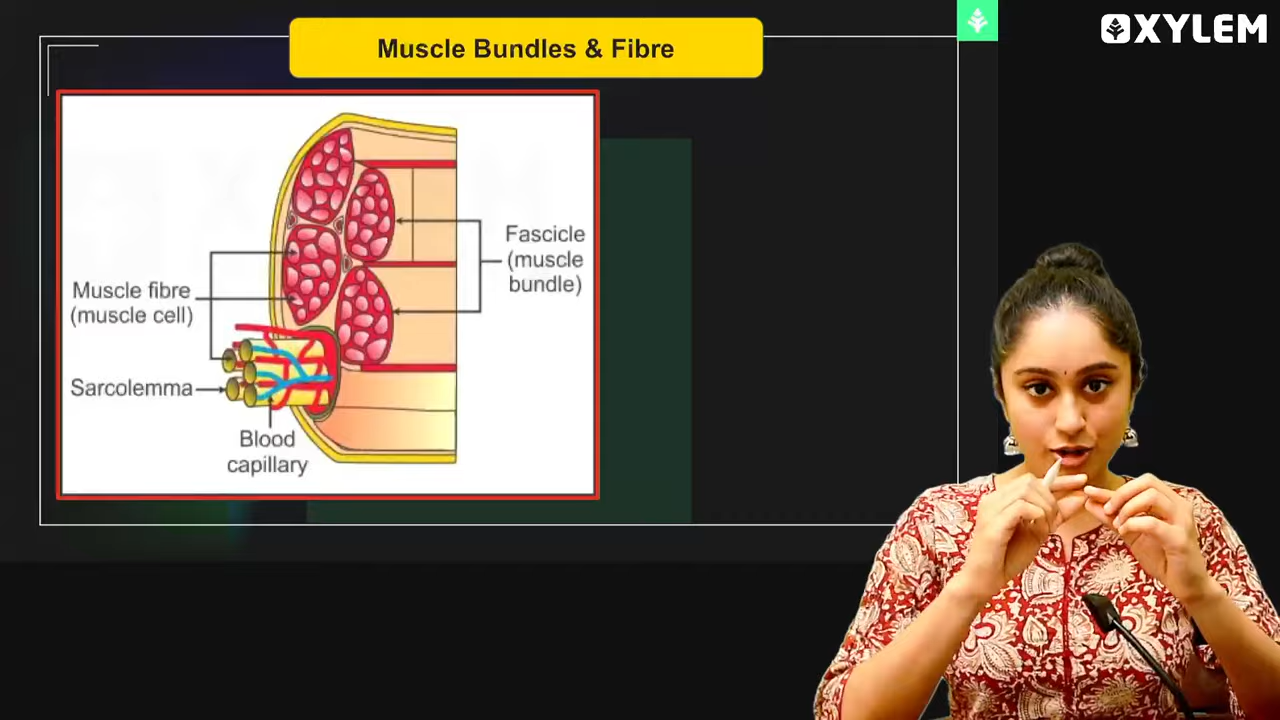 Muscle Bundles & Fibre
XYLEM
Fascicle
(muscle
bundle)
Muscle fibre
(muscle cell)
Sarcolemma
Blood
capillary